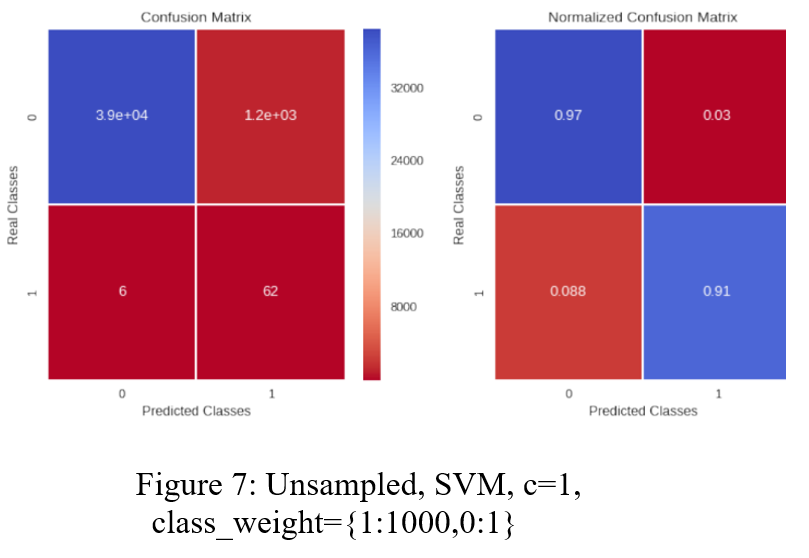 Confusion Matrix
Normalized Confusion Matrix
Real Classes
0
3.9e+04
1.2e+03
1
6
62
0
1
Predicted Classes
32000
24000
16000
8000
Real Classes
0
0.97
0.03
1
0.088
0.91
0
1
Predicted Classes
Figure 7: Unsampled, SVM, c=1,
class_weight={1:1000,0:1}